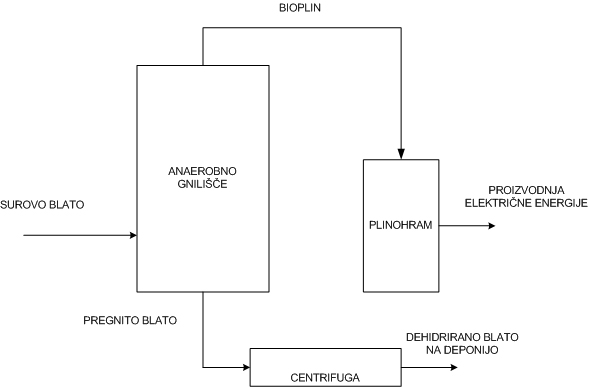 BIOPLIN
ANAEROBNO
GNILIŠČE
SUROVO BLATO
PLINOHRAM
PROIZVODNJA
ELEKTRIČNE ENERGIJE
PREGNITO BLATO
CENTRIFUGA
DEHIDRIRANO BLATO
NA DEPONIJO